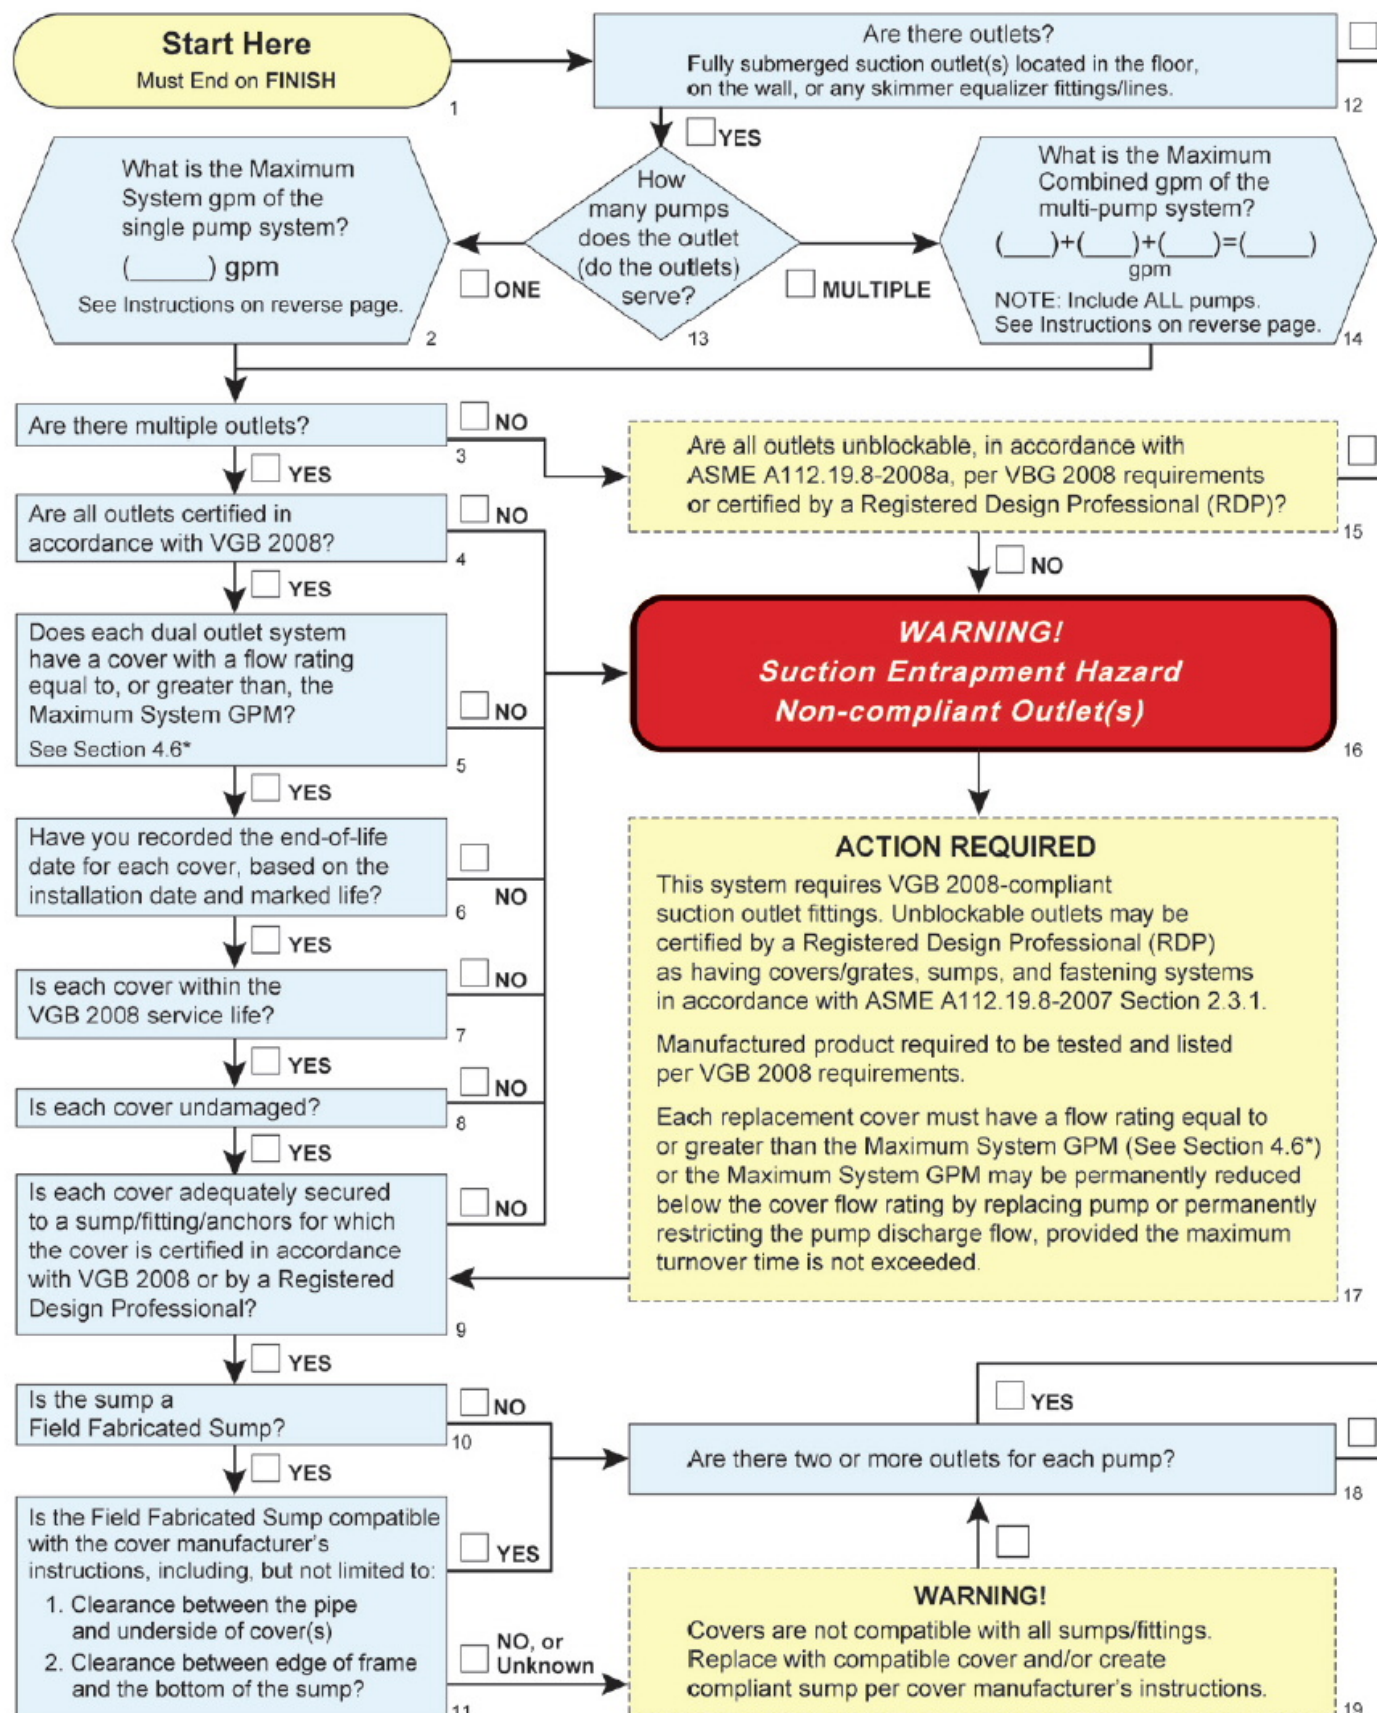 Start Here
Must End on FINISH
1
Are there outlets?
Fully submerged suction outlet(s) located in the floor,
on the wall, or any skimmer equalizer fittings/lines.
12
YES
What is the Maximum
System gpm of the
single pump system?
(_____) gpm
See Instructions on reverse page.
2
How
many pumps
does the outlet
(do the outlets)
serve?
13
ONE
MULTIPLE
What is the Maximum
Combined gpm of the
multi-pump system?
(___)+(___)+(___)=(____)
gpm
NOTE: Include ALL pumps.
See Instructions on reverse page.
14
Are there multiple outlets?
3
NO
YES
Are all outlets unblockable, in accordance with
ASME A112.19.8-2008a, per VBG 2008 requirements
or certified by a Registered Design Professional (RDP)?
15
NO
Are all outlets certified in
accordance with VGB 2008?
4
NO
YES
WARNING!
Suction Entrapment Hazard
Non-compliant Outlet(s)
16
Does each dual outlet system
have a cover with a flow rating
equal to, or greater than, the
Maximum System GPM?
See Section 4.6*
5
NO
YES
Have you recorded the end-of-life
date for each cover, based on the
installation date and marked life?
6
NO
YES
ACTION REQUIRED
This system requires VGB 2008-compliant
suction outlet fittings. Unblockable outlets may be
certified by a Registered Design Professional (RDP)
as having covers/grates, sumps, and fastening systems
in accordance with ASME A112.19.8-2007 Section 2.3.1.
Manufactured product required to be tested and listed
per VGB 2008 requirements.
Each replacement cover must have a flow rating equal to
or greater than the Maximum System GPM (See Section 4.6*)
or the Maximum System GPM may be permanently reduced
below the cover flow rating by replacing pump or permanently
restricting the pump discharge flow, provided the maximum
turnover time is not exceeded.
17
Is each cover within the
VGB 2008 service life?
7
NO
YES
Is each cover undamaged?
8
NO
YES
Is each cover adequately secured
to a sump/fitting/anchors for which
the cover is certified in accordance
with VGB 2008 or by a Registered
Design Professional?
9
NO
YES
Is the sump a
Field Fabricated Sump?
10
NO
YES
YES
Are there two or more outlets for each pump?
18
Is the Field Fabricated Sump compatible
with the cover manufacturer's
instructions, including, but not limited to:
1. Clearance between the pipe
and underside of cover(s)
2. Clearance between edge of frame
and the bottom of the sump?
11
YES
NO, or
Unknown
WARNING!
Covers are not compatible with all sumps/fittings.
Replace with compatible cover and/or create
compliant sump per cover manufacturer's instructions.
19